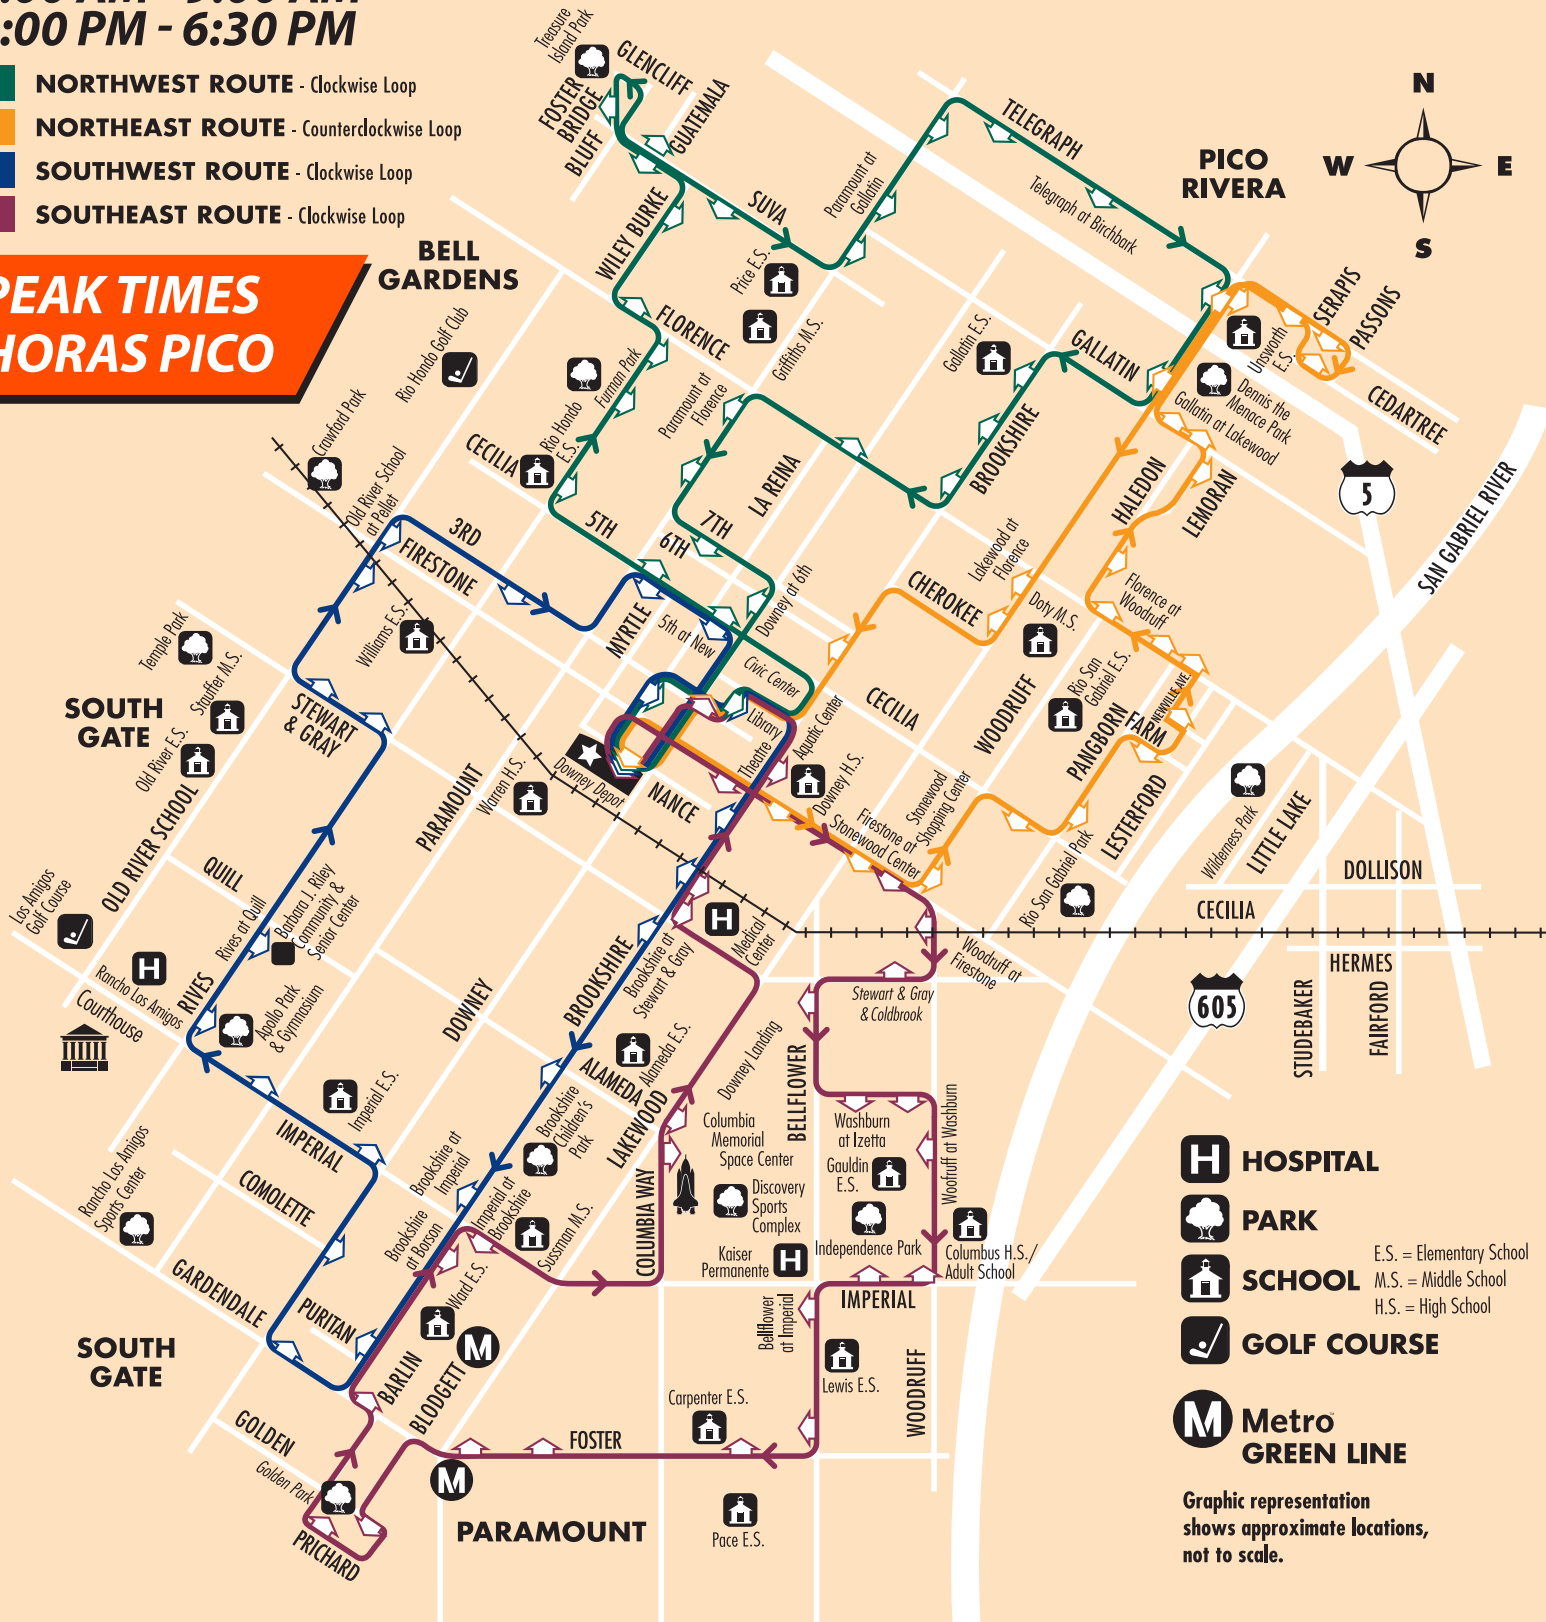 :00 PM - 6:30 PM
NORTHWEST ROUTE - Clockwise Loop
NORTHEAST ROUTE - Counterclockwise Loop
SOUTHWEST ROUTE - Clockwise Loop
SOUTHEAST ROUTE - Clockwise Loop
PEAK TIMES
HORAS PICO
Treasure
Island Park
GLENCLIFF
FOSTER
BRIDGE
BLUFF
GUATEMALA
TELEGRAPH
PICO
RIVERA
N
W
E
S
Paramount at
Gallatin
Telegraph at Birchbark
SUVA
WILEY BURKE
Price E.S.
BELL
GARDENS
Rio Hondo Golf Club
FLORENCE
Griffiths M.S.
Gallatin E.S.
GALLATIN
Upsworth
E.S.
SERAPIS
PASSONS
CEDARTREE
Dennis the
Menace Park
Gallatin at Lakewood
Furman Park
Paramount at
Florence
Crawford Park
CECILIA
Rio Hondo
E.S.
Old River School
at Pellet
3RD
FIRESTONE
5TH
6TH
7TH
LA REINA
BROOKSHIRE
HALEDON
LEMORAN
5
SAN GABRIEL RIVER
Lakewood at
Florence
CHEROKEE
Doty M.S.
Florence at
Woodruff
Downey at 6th
5th at New
MYRTLE
Williams E.S.
Temple Park
Stauffer M.S.
Old River E.S.
SOUTH
GATE
STEWART
& GRAY
Civic Center
Library
Theatre
Aquatic Center
CECILIA
WOODRUFF
Rio San
Gabriel E.S.
NEWVILLE AVE.
PANGBORN
FARM
Downey Depot
NANCE
Warren H.S.
PARAMOUNT
Downey H.S.
Firestone at
Stonewood Center
Stonewood
Shopping Center
LESTERFORD
Rio San Gabriel Park
Wilderness Park
LITTLE LAKE
DOLLISON
CECILIA
HERMES
STUDEBAKER
FAIRFORD
605
OLD RIVER SCHOOL
QUILL
Los Amigos
Golf Course
Rives at Quill
Barbara J. Riley
Community &
Senior Center
Rancho Los Amigos
RIVES
Courthouse
Apollo Park
& Gymnasium
DOWNEY
BROOKSHIRE
Brookshire at
Stewart & Gray
Medical
Center
Woodruff at
Firestone
Stewart & Gray
& Coldbrook
ALAMEDA
Alameda E.S.
Downey Landing
BELLFLOWER
LAKEWOOD
Imperial E.S.
IMPERIAL
Brookshire
Children's
Park
Columbia
Memorial
Space Center
Washburn
at Izetta
Woodruff at Washburn
Gauldin
E.S.
Discovery
Sports
Complex
Independence Park
Kaiser
Permanente
Columbus H.S./
Adult School
COLUMBIA WAY
Sussman M.S.
Brookshire at
Imperial
Imperial at
Brookshire
Brookshire
at Borson
Ward E.S.
Rancho Los Amigos
Sports Center
COMOLETTE
GARDENDALE
PURITAN
SOUTH
GATE
BARLIN
BLODGETT
M
IMPERIAL
Bellflower
at Imperial
Lewis E.S.
WOODRUFF
Carpenter E.S.
FOSTER
M
GOLDEN
Golden Park
PRICHARD
PARAMOUNT
Pace E.S.
H HOSPITAL
PARK
SCHOOL
E.S. = Elementary School
M.S. = Middle School
H.S. = High School
GOLF COURSE
M Metro
GREEN LINE
Graphic representation
shows approximate locations,
not to scale.